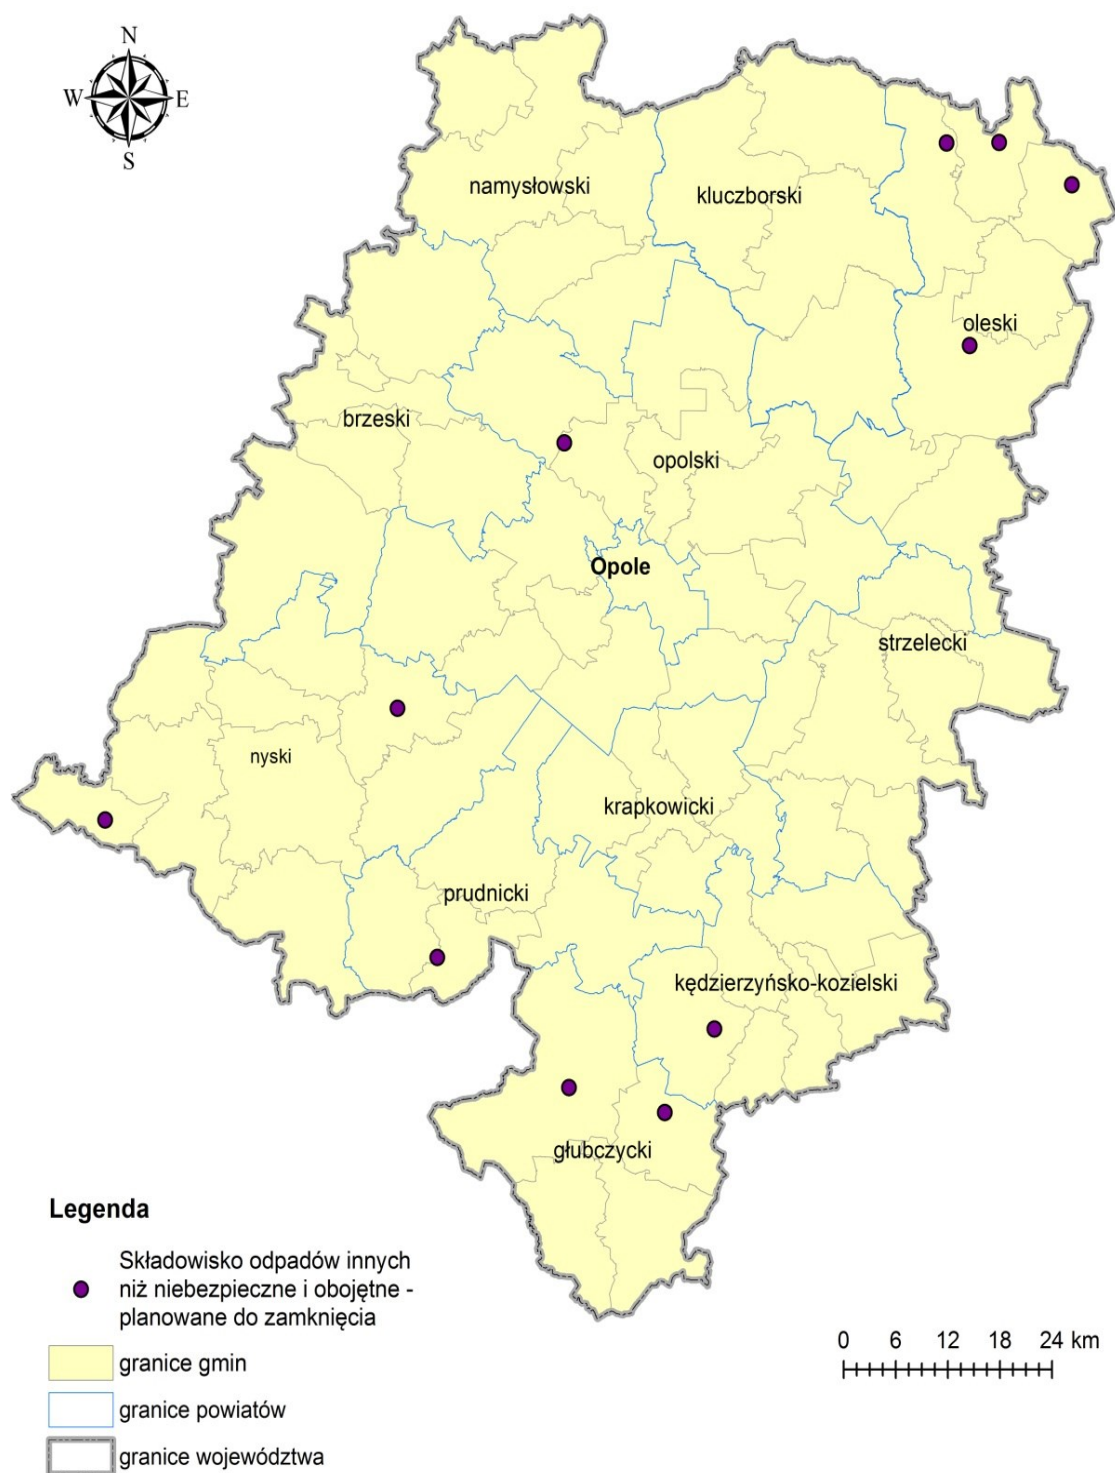 N
W
E
S
namysłowski
kluczborski
oleski
brzeski
opolski
Opole
strzelecki
nyski
krapkowicki
prudnicki
kędzierzyńsko-kozielski
głubczycki
Legenda
Składowisko odpadów innych
niż niebezpieczne i obojętne -
planowane do zamknięcia
granice gmin
granice powiatów
granice województwa
0 6 12 18 24 km